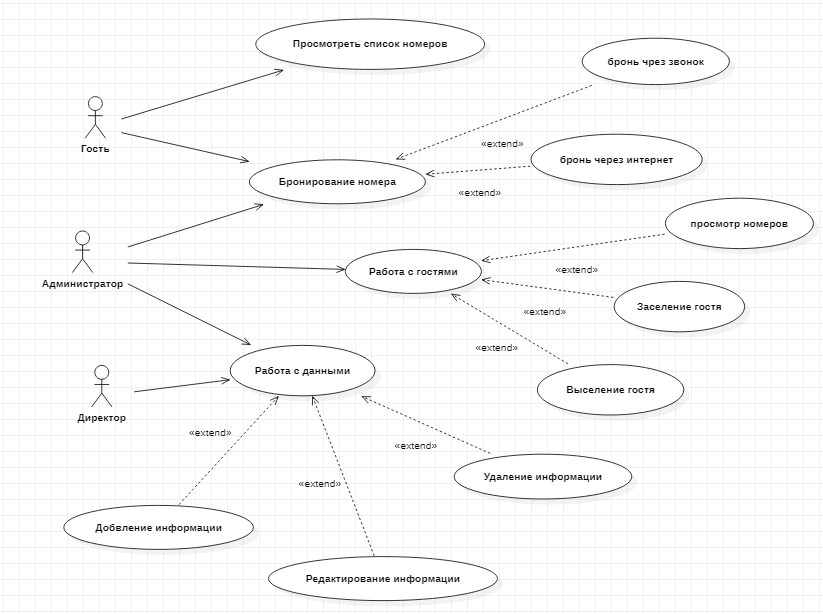 Просмотреть список номеров
бронь чрез звонок
Гость
«extend»
бронь через интернет
Бронирование номера
«extend»
просмотр номеров
Администратор
Работа с гостями
«extend»
Заселение гостя
«extend»
«extend»
Работа с данными
Выселение гостя
Директор
«extend»
«extend»
Удаление информации
«extend»
Добвление информации
Редактирование информации